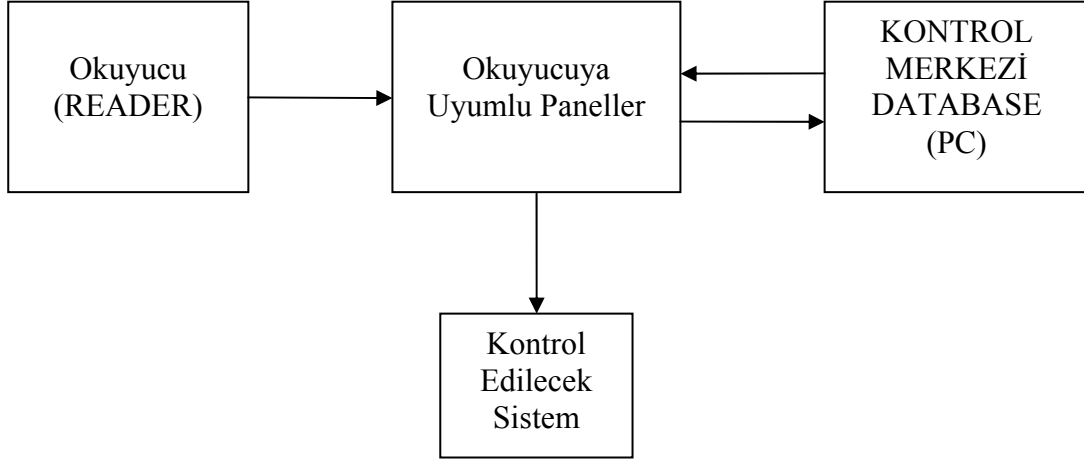 Okuyucu
(READER)
Okuyucuya
Uyumlu Paneller
KONTROL
MERKEZİ
DATABASE
(PC)
Kontrol
Edilecek
Sistem